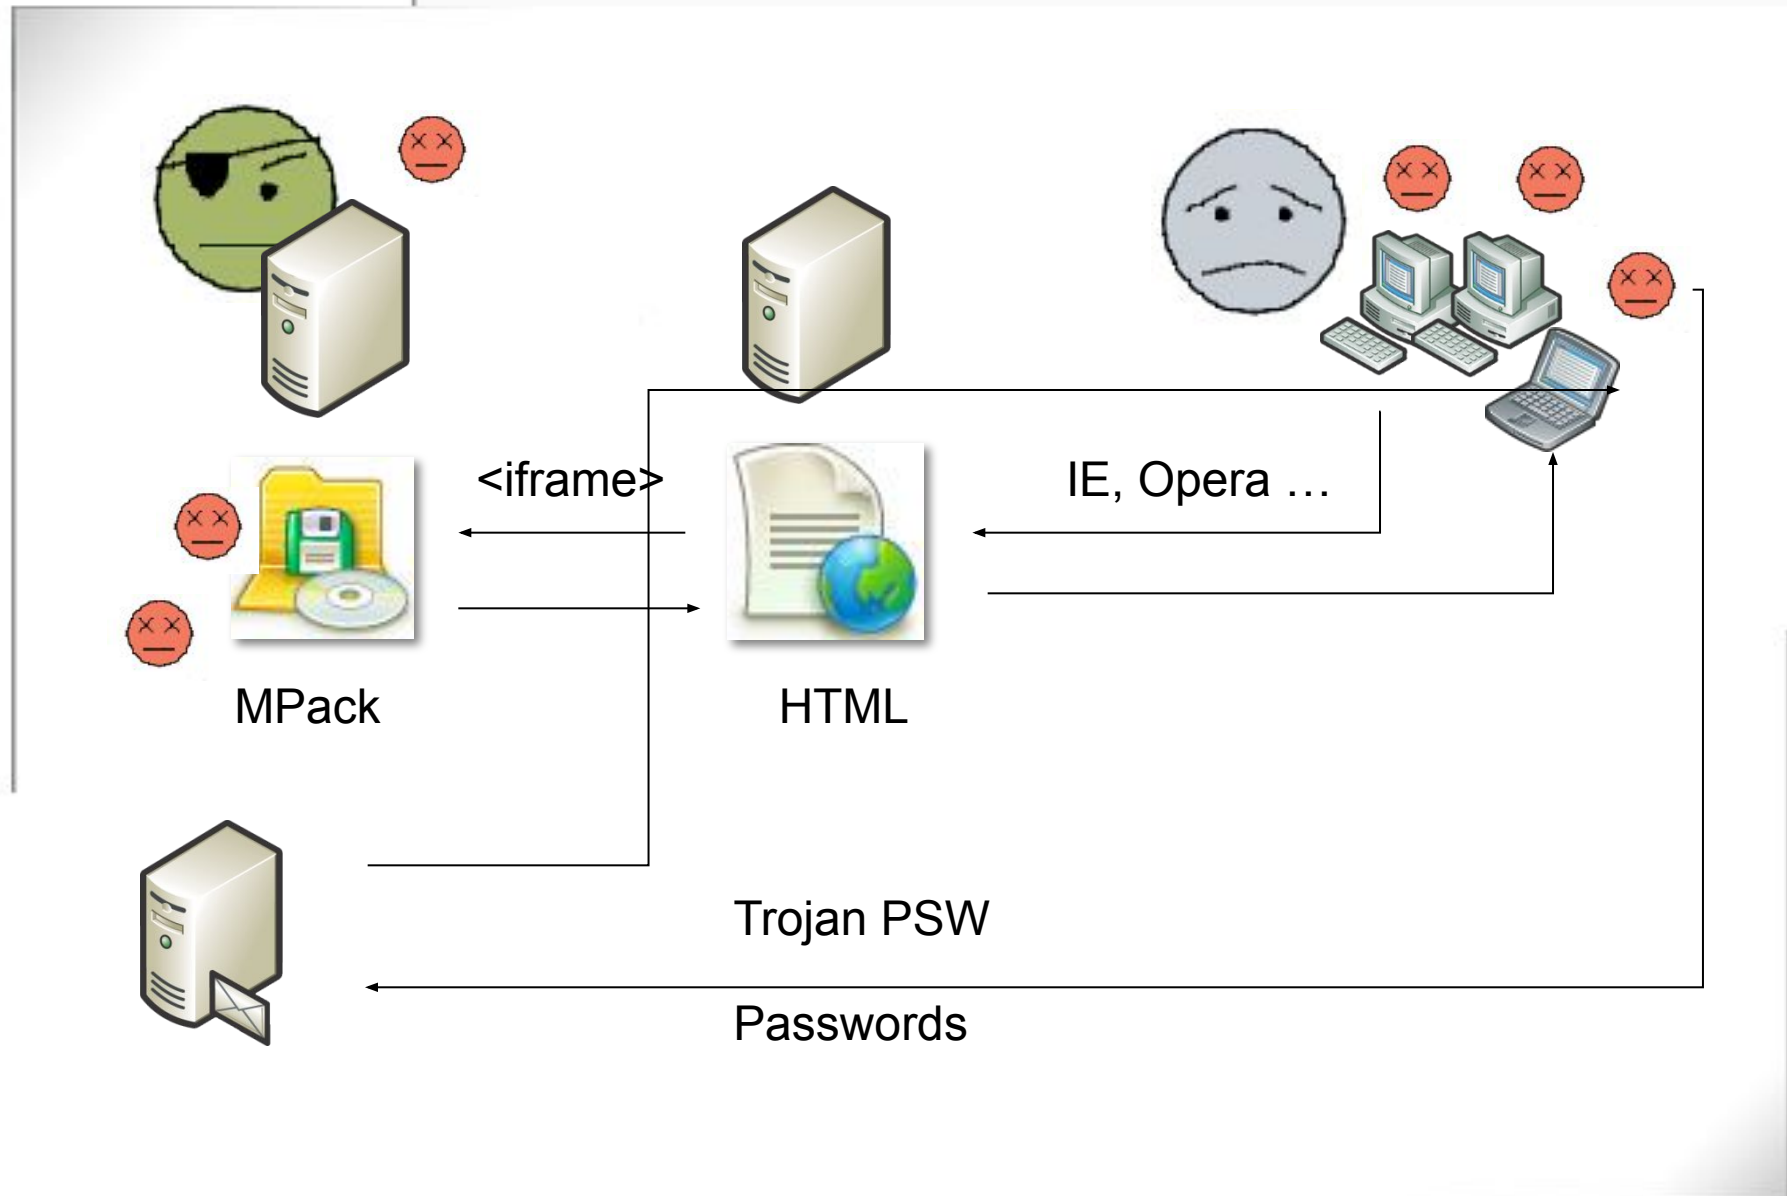 <iframe>
IE, Opera …
MPack
HTML
Trojan PSW
Passwords